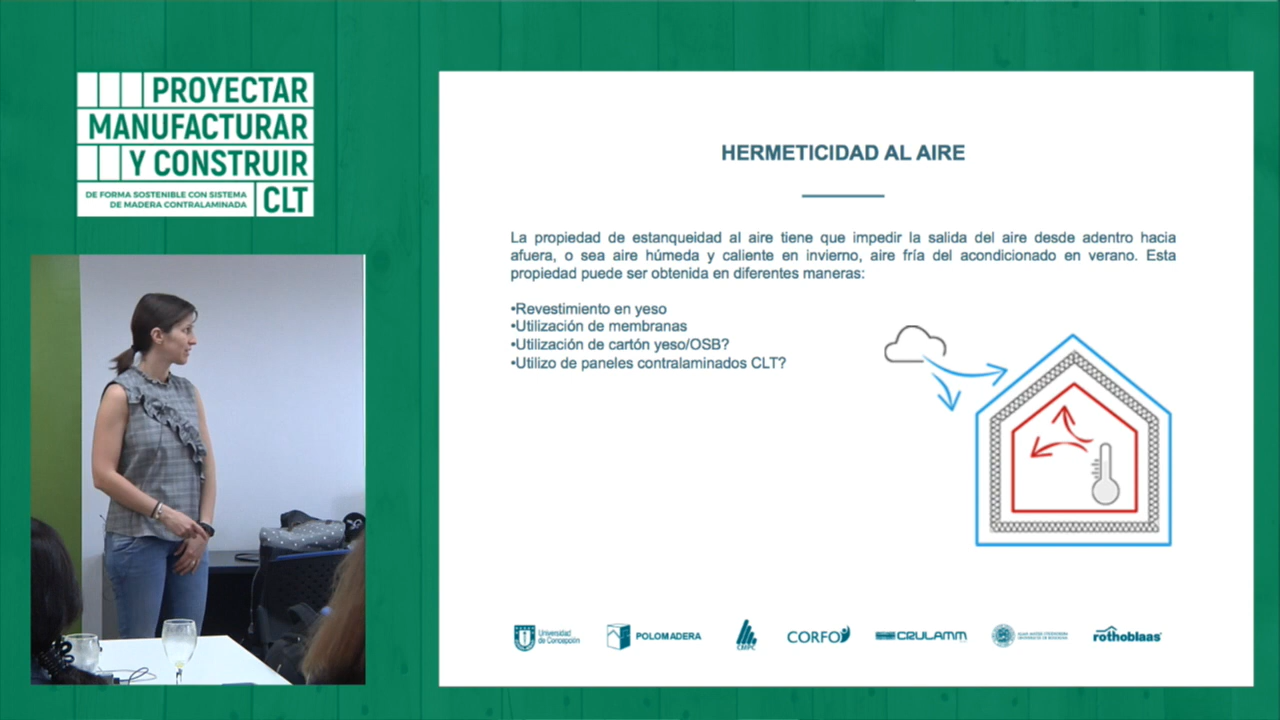 PROYECTAR
MANUFACTURAR
Y CONSTRUIR
DE FORMA SOSTENIBLE CON SISTEMA
DE MADERA CONTRALAMINADA
CLT
HERMETICIDAD AL AIRE
La propiedad de estanqueidad al aire tiene que impedir la salida del aire desde adentro hacia
afuera, o sea aire húmeda y caliente en invierno, aire fría del acondicionado en verano. Esta
propiedad puede ser obtenida en diferentes maneras:
•Revestimiento en yeso
•Utilización de membranas
•Utilización de cartón yeso/OSB?
•Utilizo de paneles contralaminados CLT?
Universidad
de Concepción
POLOMADERA
CMPC
CORFO
CRULAMM
rothoblaas